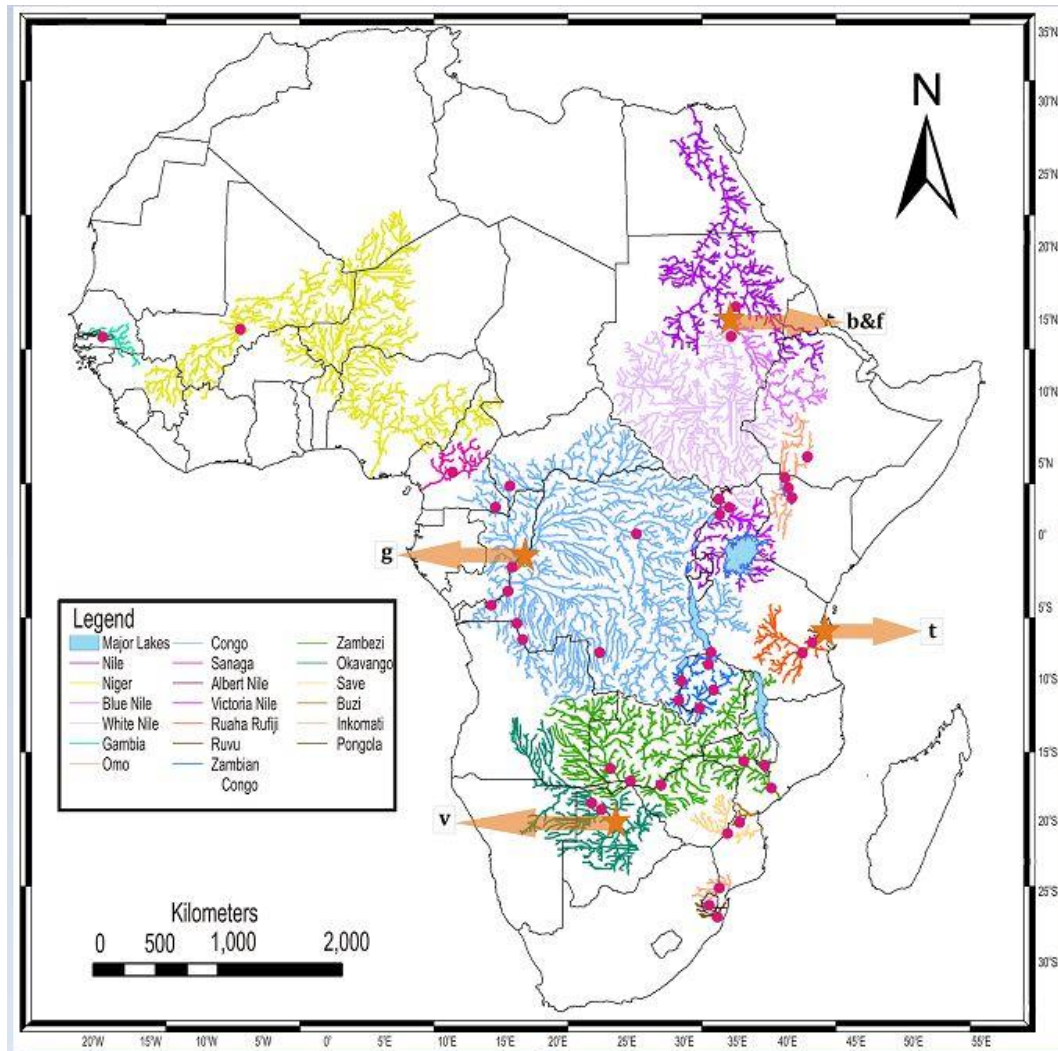 N
35°N
30°N
25°N
20°N
15°N
10°N
5°N
0°
5°S
10°S
15°S
20°S
25°S
30°S
b&f
g
t
v
Legend
Major Lakes
Nile
Niger
Blue Nile
White Nile
Gambia
Omo
Congo
Sanaga
Albert Nile
Victoria Nile
Ruaha Rufiji
Ruvu
Zambian
Congo
Zambezi
Okavango
Save
Buzi
Inkomati
Pongola
Kilometers
0 500 1,000 2,000
20°W 15°W 5°W 0° 5°E 10°E 15°E 20°E 25°E 30°E 35°E 40°E 45°E 50°E 55°E